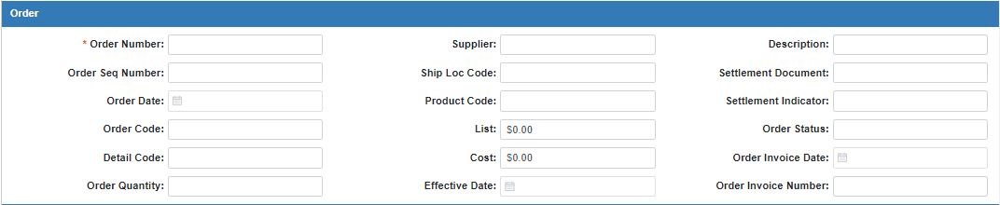 Order
* Order Number: Supplier: Description:
Order Seq Number: Ship Loc Code: Settlement Document:
Order Date: Product Code: Settlement Indicator:
Order Code: List: $0.00 Order Status:
Detail Code: Cost: $0.00 Order Invoice Date:
Order Quantity: Effective Date: Order Invoice Number: